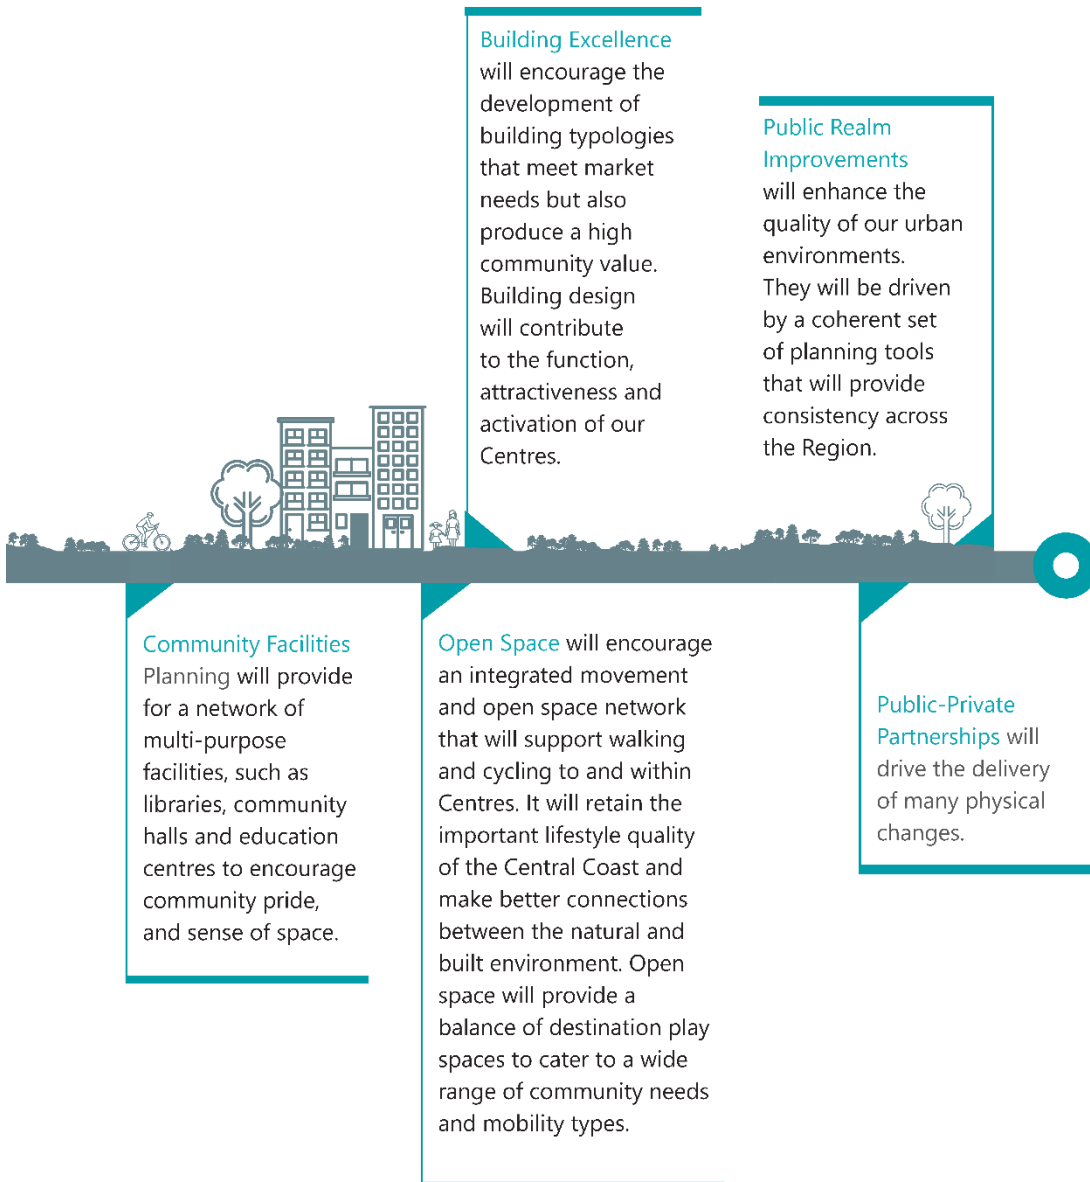 Building Excellence
will encourage the
development of
building typologies
that meet market
needs but also
produce a high
community value.
Building design
will contribute
to the function,
attractiveness and
activation of our
Centres.
Public Realm
Improvements
will enhance the
quality of our urban
environments.
They will be driven
by a coherent set
of planning tools
that will provide
consistency across
the Region.
Community Facilities
Planning will provide
for a network of
multi-purpose
facilities, such as
libraries, community
halls and education
centres to encourage
community pride,
and sense of space.
Open Space will encourage
an integrated movement
and open space network
that will support walking
and cycling to and within
Centres. It will retain the
important lifestyle quality
of the Central Coast and
make better connections
between the natural and
built environment. Open
space will provide a
balance of destination play
spaces to cater to a wide
range of community needs
and mobility types.
Public-Private
Partnerships will
drive the delivery
of many physical
changes.